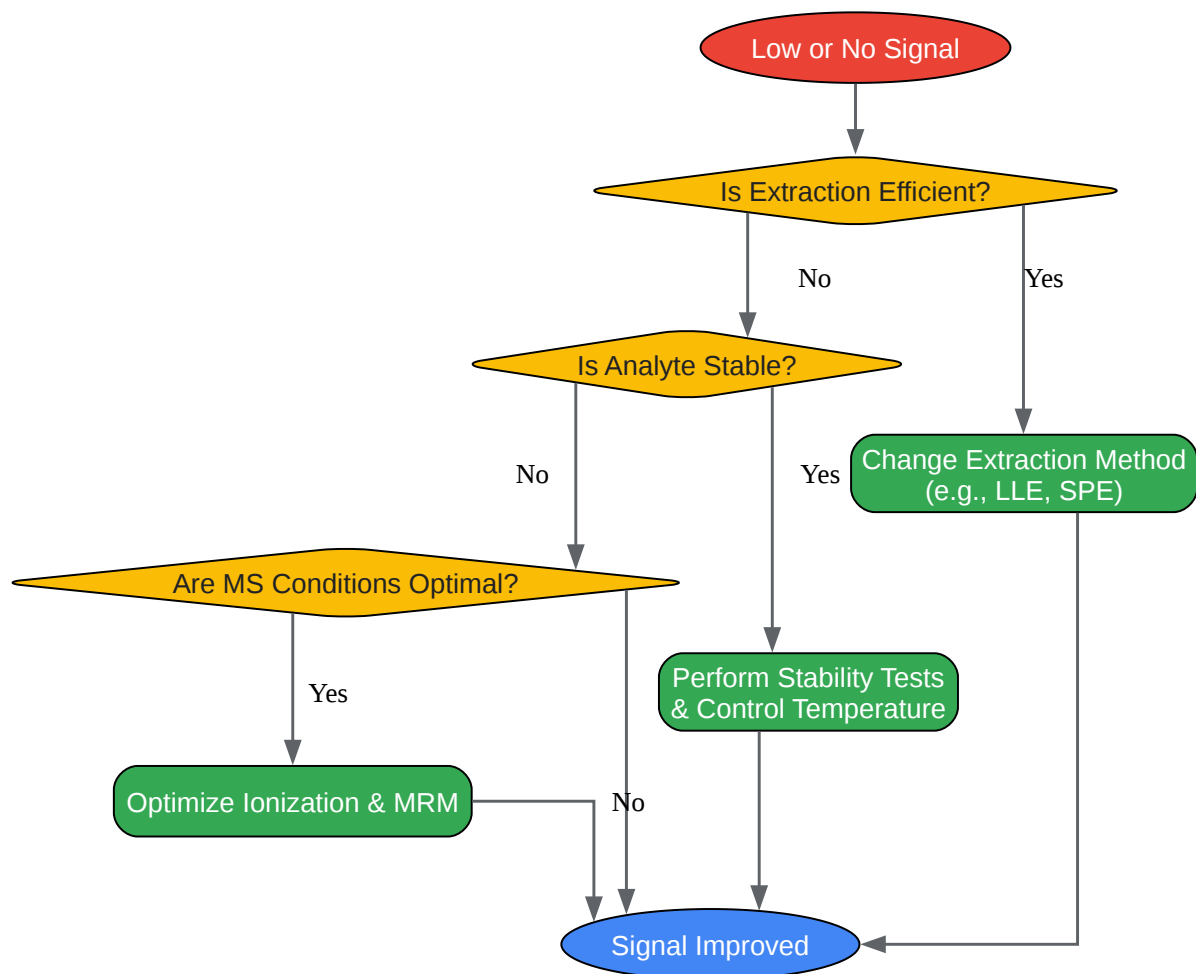 Low or No Signal
Is Extraction Efficient?
No
Yes
Is Analyte Stable?
No
Yes
Change Extraction Method
(e.g., LLE, SPE)
Are MS Conditions Optimal?
Yes
Perform Stability Tests
& Control Temperature
Optimize Ionization & MRM
No
Signal Improved